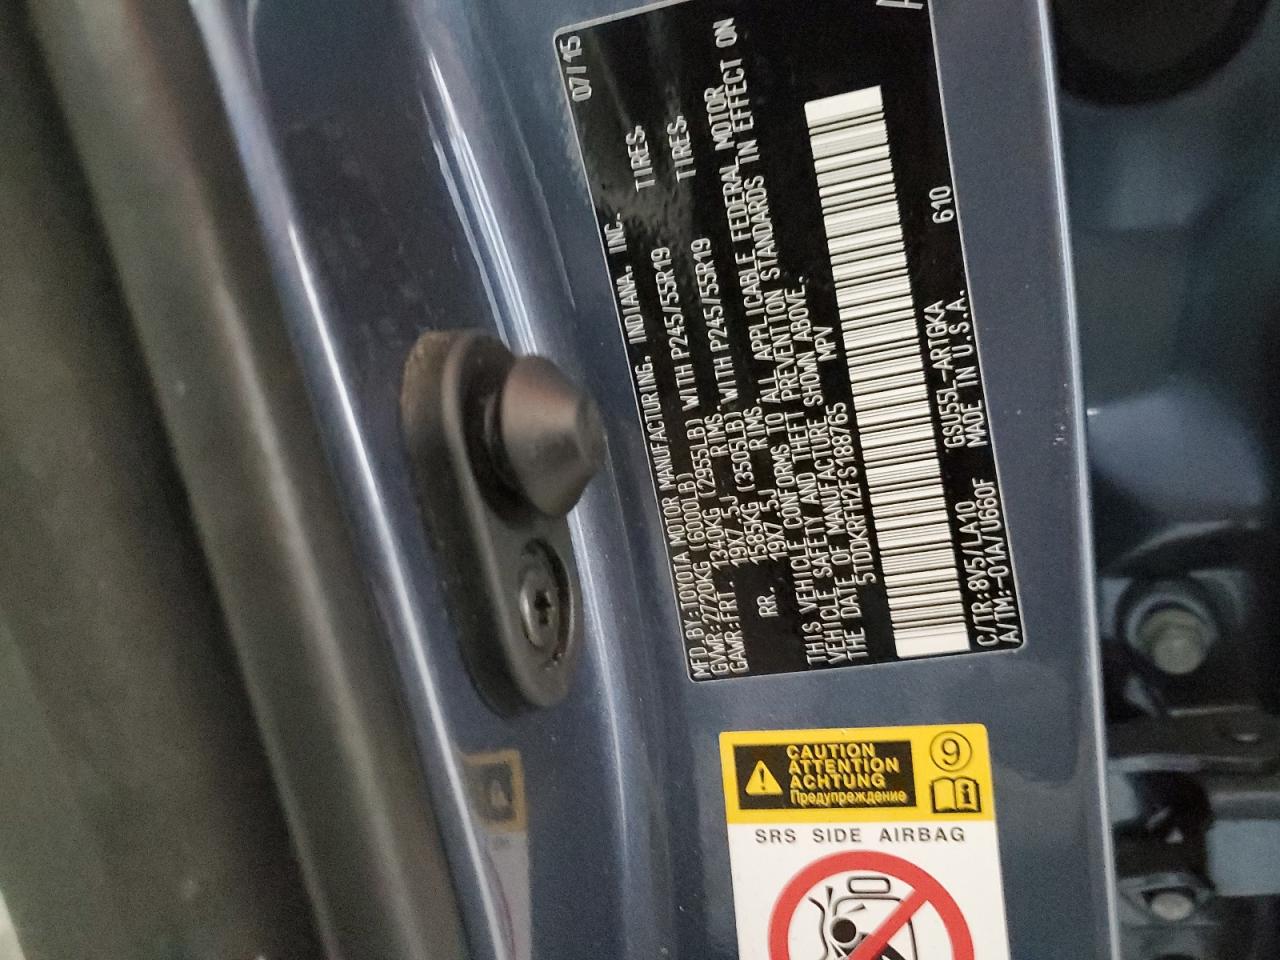 07/15
MFD BY:TOYOTA MOTOR MANUFACTURING, INDIANA, INC.
GVWR:2720KG(6000LB)
GAWR:FRT. 1340KG (2955LB) WITH P245/55R19 TIRES,
19X7.5J RIMS.
RR. 1585KG (3505LB) WITH P245/55R19 TIRES,
19X7.5J RIMS.
THIS VEHICLE CONFORMS TO ALL APPLICABLE FEDERAL MOTOR
VEHICLE SAFETY AND THEFT PREVENTION STANDARDS IN EFFECT ON
THE DATE OF MANUFACTURE SHOWN ABOVE.
5TDDKRFH2FS188765 MPV
C/TR:8V5/LA10 GSU55L-ARTGKA 610
A/TM:-01A/U660F MADE IN U.S.A.
CAUTION
ATTENTION
ACHTUNG
Предупреждение
9
SRS SIDE AIRBAG